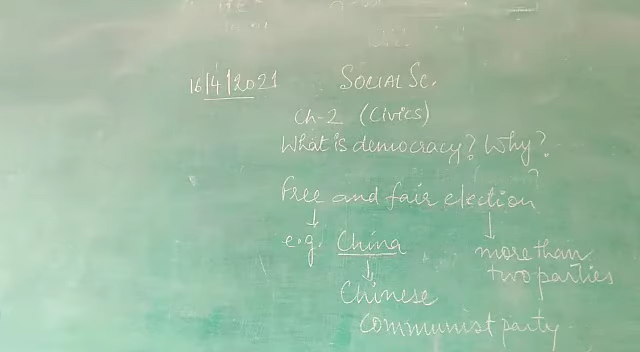 16/4/2021 SOCIAL Sc.
Ch-2 (Civics)
What is democracy? Why?
?
Free and fair election
e.g. China
more than
two parties
Chinese
Communist party